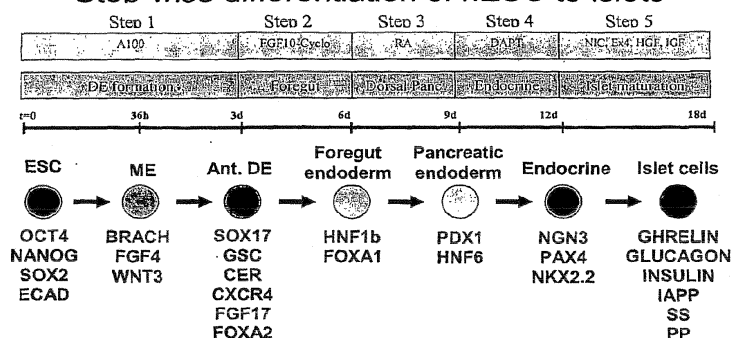 Step-wise differentiation of hESC to islets
Step 1 Step 2 Step 3 Step 4 Step 5
A100 FGF10 Cyclo RA DAPT NIC, Ex4, HGF, IGF
DE formation Foregut Dorsal Panc Endocrine Islet maturation
t=0 36h 3d 6d 9d 12d 18d
ESC ME Ant. DE Foregut endoderm Pancreatic endoderm Endocrine Islet cells
OCT4 BRACH SOX17 HNF1b PDX1 NGN3 GHRELIN
NANOG FGF4 GSC FOXA1 HNF6 PAX4 GLUCAGON
SOX2 WNT3 CER NKX2.2 INSULIN
ECAD CXCR4 IAPP
FGF17 SS
FOXA2 PP